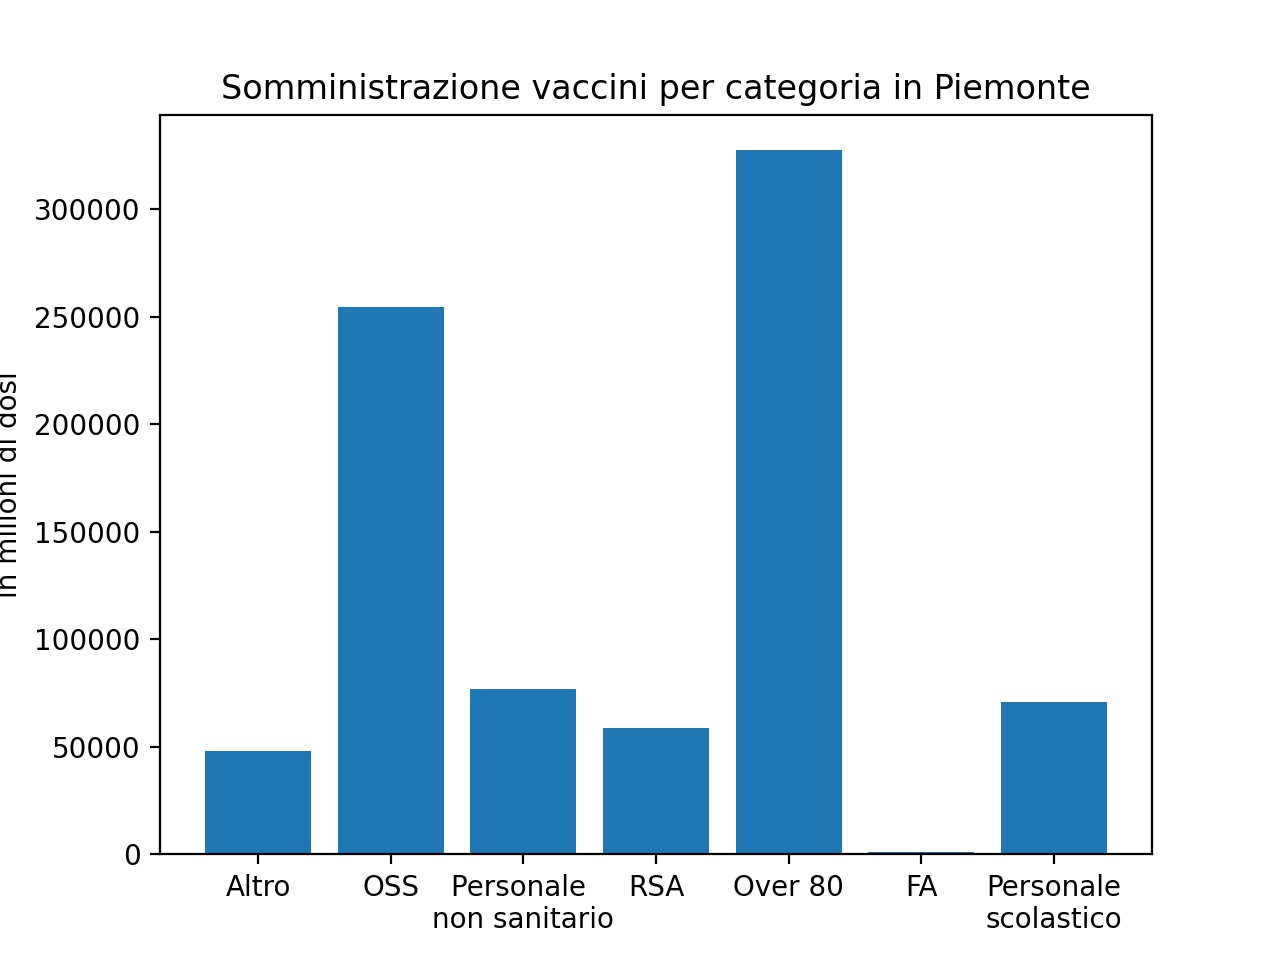 Somministrazione vaccini per categoria in Piemonte
In milioni di dosi
300000
250000
200000
150000
100000
50000
0
Altro
OSS
Personale
non sanitario
RSA
Over 80
FA
Personale
scolastico